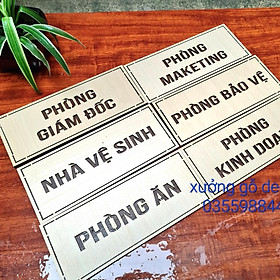 PHÒNG
GIÁM ĐỐC
PHÒNG
MAKETING
NHÀ VỆ SINH
PHÒNG BẢO VỆ
PHÒNG ĂN
PHÒNG
KINH DOA
xưởng gỗ de
035598844